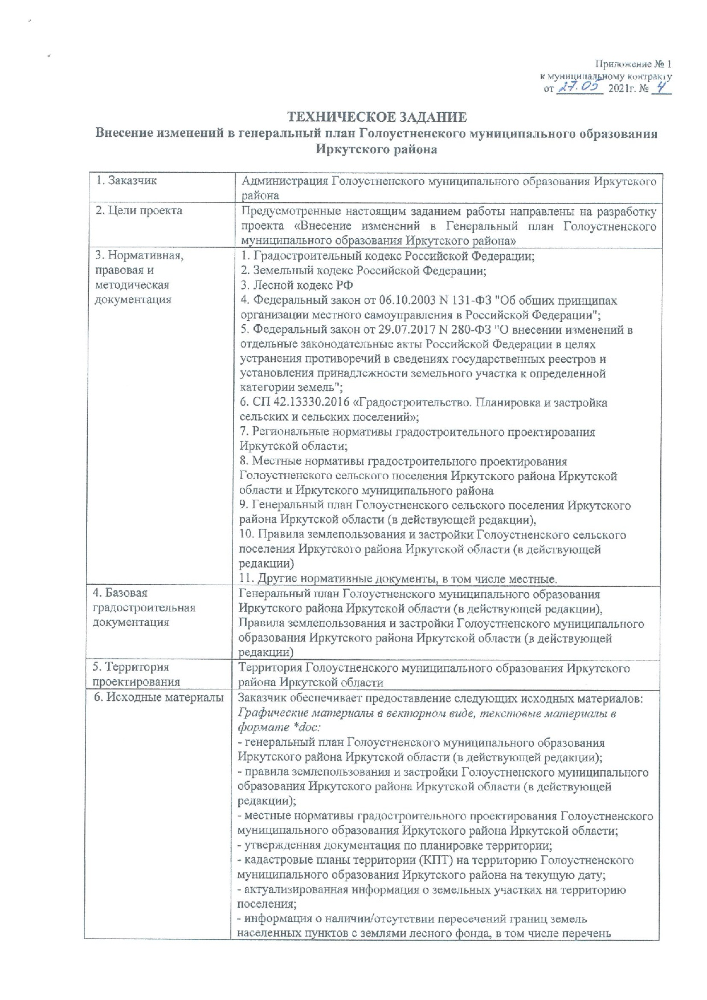 Приложение № 1
к муниципальному контракту
от 27.05 2021г. № 4
ТЕХНИЧЕСКОЕ ЗАДАНИЕ
Внесение изменений в генеральный план Голоустненского муниципального образования
Иркутского района
1. Заказчик
Администрация Голоустненского муниципального образования Иркутского
района
2. Цели проекта
Предусмотренные настоящим заданием работы направлены на разработку
проекта «Внесение изменений в Генеральный план Голоустненского
муниципального образования Иркутского района»
3. Нормативная,
правовая и
методическая
документация
1. Градостроительный кодекс Российской Федерации;
2. Земельный кодекс Российской Федерации;
3. Лесной кодекс РФ
4. Федеральный закон от 06.10.2003 N 131-ФЗ "Об общих принципах
организации местного самоуправления в Российской Федерации";
5. Федеральный закон от 29.07.2017 N 280-ФЗ "О внесении изменений в
отдельные законодательные акты Российской Федерации в целях
устранения противоречий в сведениях государственных реестров и
установления принадлежности земельного участка к определенной
категории земель";
6. СП 42.13330.2016 «Градостроительство. Планировка и застройка
сельских и сельских поселений»;
7. Региональные нормативы градостроительного проектирования
Иркутской области;
8. Местные нормативы градостроительного проектирования
Голоустненского сельского поселения Иркутского района Иркутской
области и Иркутского муниципального района
9. Генеральный план Голоустненского сельского поселения Иркутского
района Иркутской области (в действующей редакции),
10. Правила землепользования и застройки Голоустненского сельского
поселения Иркутского района Иркутской области (в действующей
редакции)
11. Другие нормативные документы, в том числе местные.
4. Базовая
градостроительная
документация
Генеральный план Голоустненского муниципального образования
Иркутского района Иркутской области (в действующей редакции),
Правила землепользования и застройки Голоустненского муниципального
образования Иркутского района Иркутской области (в действующей
редакции)
5. Территория
проектирования
Территория Голоустненского муниципального образования Иркутского
района Иркутской области
6. Исходные материалы
Заказчик обеспечивает предоставление следующих исходных материалов:
Графические материалы в векторном виде, текстовые материалы в
формате *doc:
- генеральный план Голоустненского муниципального образования
Иркутского района Иркутской области (в действующей редакции);
- правила землепользования и застройки Голоустненского муниципального
образования Иркутского района Иркутской области (в действующей
редакции);
- местные нормативы градостроительного проектирования Голоустненского
муниципального образования Иркутского района Иркутской области;
- утвержденная документация по планировке территории;
- кадастровые планы территории (КПТ) на территорию Голоустненского
муниципального образования Иркутского района на текущую дату;
- актуализированная информация о земельных участках на территорию
поселения;
- информация о наличии/отсутствии пересечений границ земель
населенных пунктов с землями лесного фонда, в том числе перечень